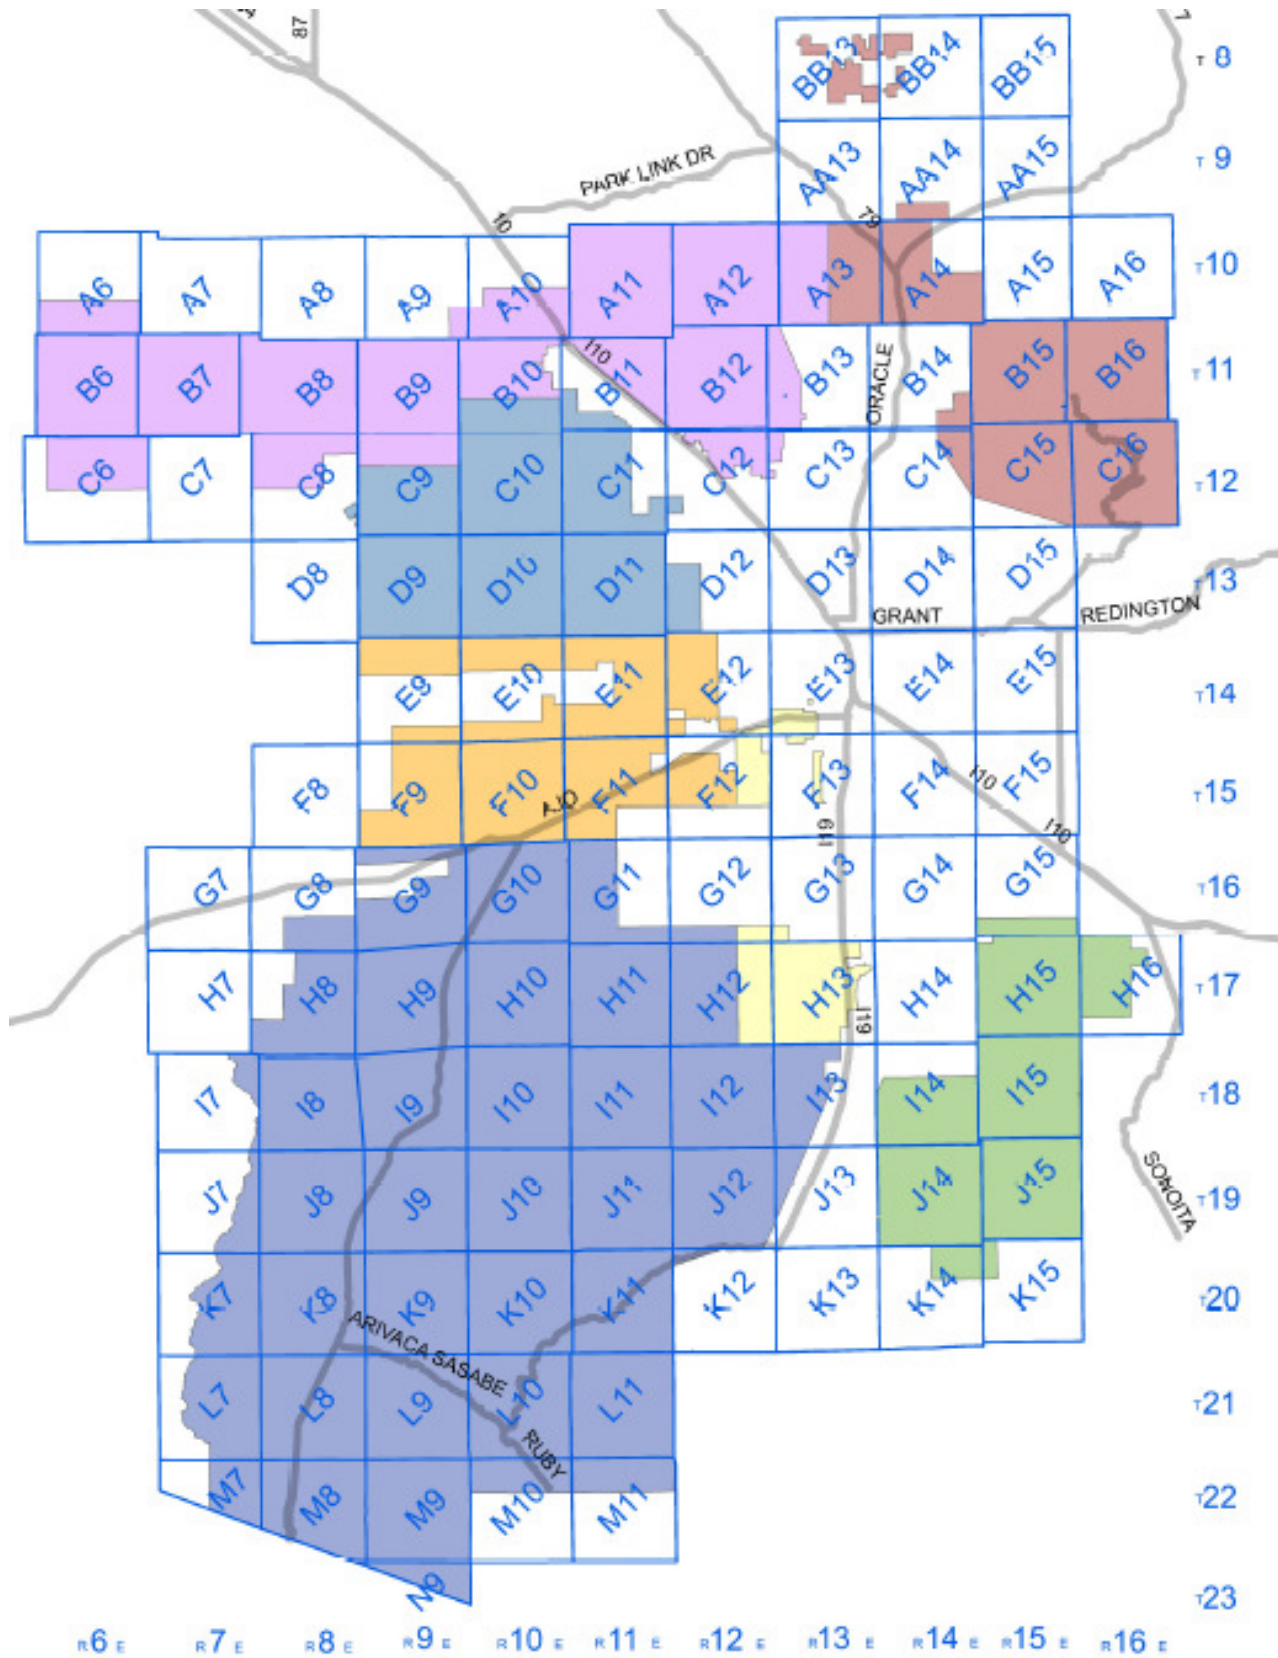 87
7
BB13 BB14 BB15 T 8
PARK LINK DR AA13 AA14 AA15 T 9
10 79
A6 A7 A8 A9 A10 A11 A12 A13 A14 A15 A16 T 10
I10 ORACLE
B6 B7 B8 B9 B10 B11 B12 B13 B14 B15 B16 T 11
C6 C7 C8 C9 C10 C11 C12 C13 C14 C15 C16 T 12
D8 D9 D10 D11 D12 D13 D14 D15 T 13
GRANT REDINGTON
E9 E10 E11 E12 E13 E14 E15 T 14
F8 F9 F10 F11 F12 F13 F14 F15 T 15
AJO I19 I10 I10
G7 G8 G9 G10 G11 G12 G13 G14 G15 T 16
H7 H8 H9 H10 H11 H12 H13 H14 H15 H16 T 17
I19
I7 I8 I9 I10 I11 I12 I13 I14 I15 T 18
J7 J8 J9 J10 J11 J12 J13 J14 J15 T 19
SONOITA
K7 K8 K9 K10 K11 K12 K13 K14 K15 T 20
ARIVACA SASABE
L7 L8 L9 L10 L11 T 21
RUBY
M7 M8 M9 M10 M11 T 22
N9 T 23
R 6 E R 7 E R 8 E R 9 E R 10 E R 11 E R 12 E R 13 E R 14 E R 15 E R 16 E